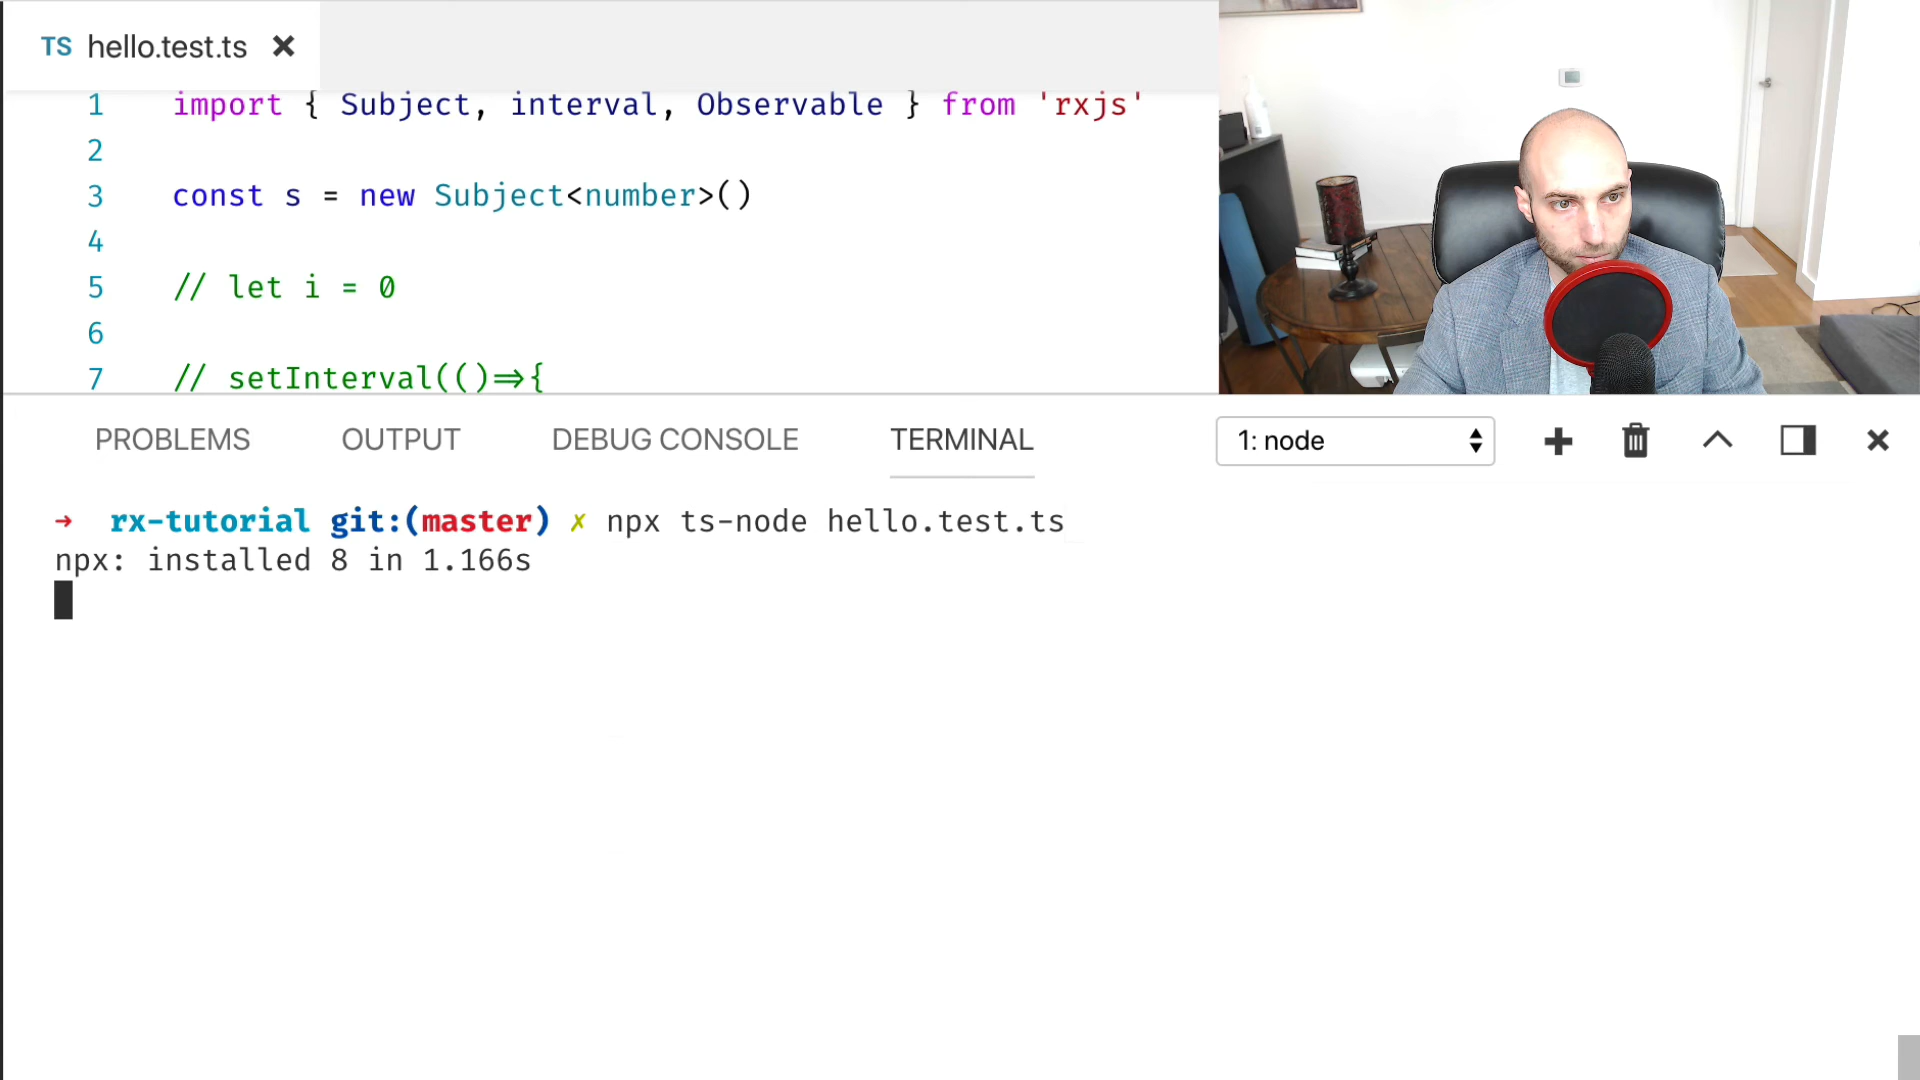 TS hello.test.ts
1 import { Subject, interval, Observable } from 'rxjs'
2
3 const s = new Subject<number>()
4
5 // let i = 0
6
7 // setInterval(()=>{
PROBLEMS OUTPUT DEBUG CONSOLE TERMINAL 1: node
→ rx-tutorial git:(master) ✗ npx ts-node hello.test.ts
npx: installed 8 in 1.166s